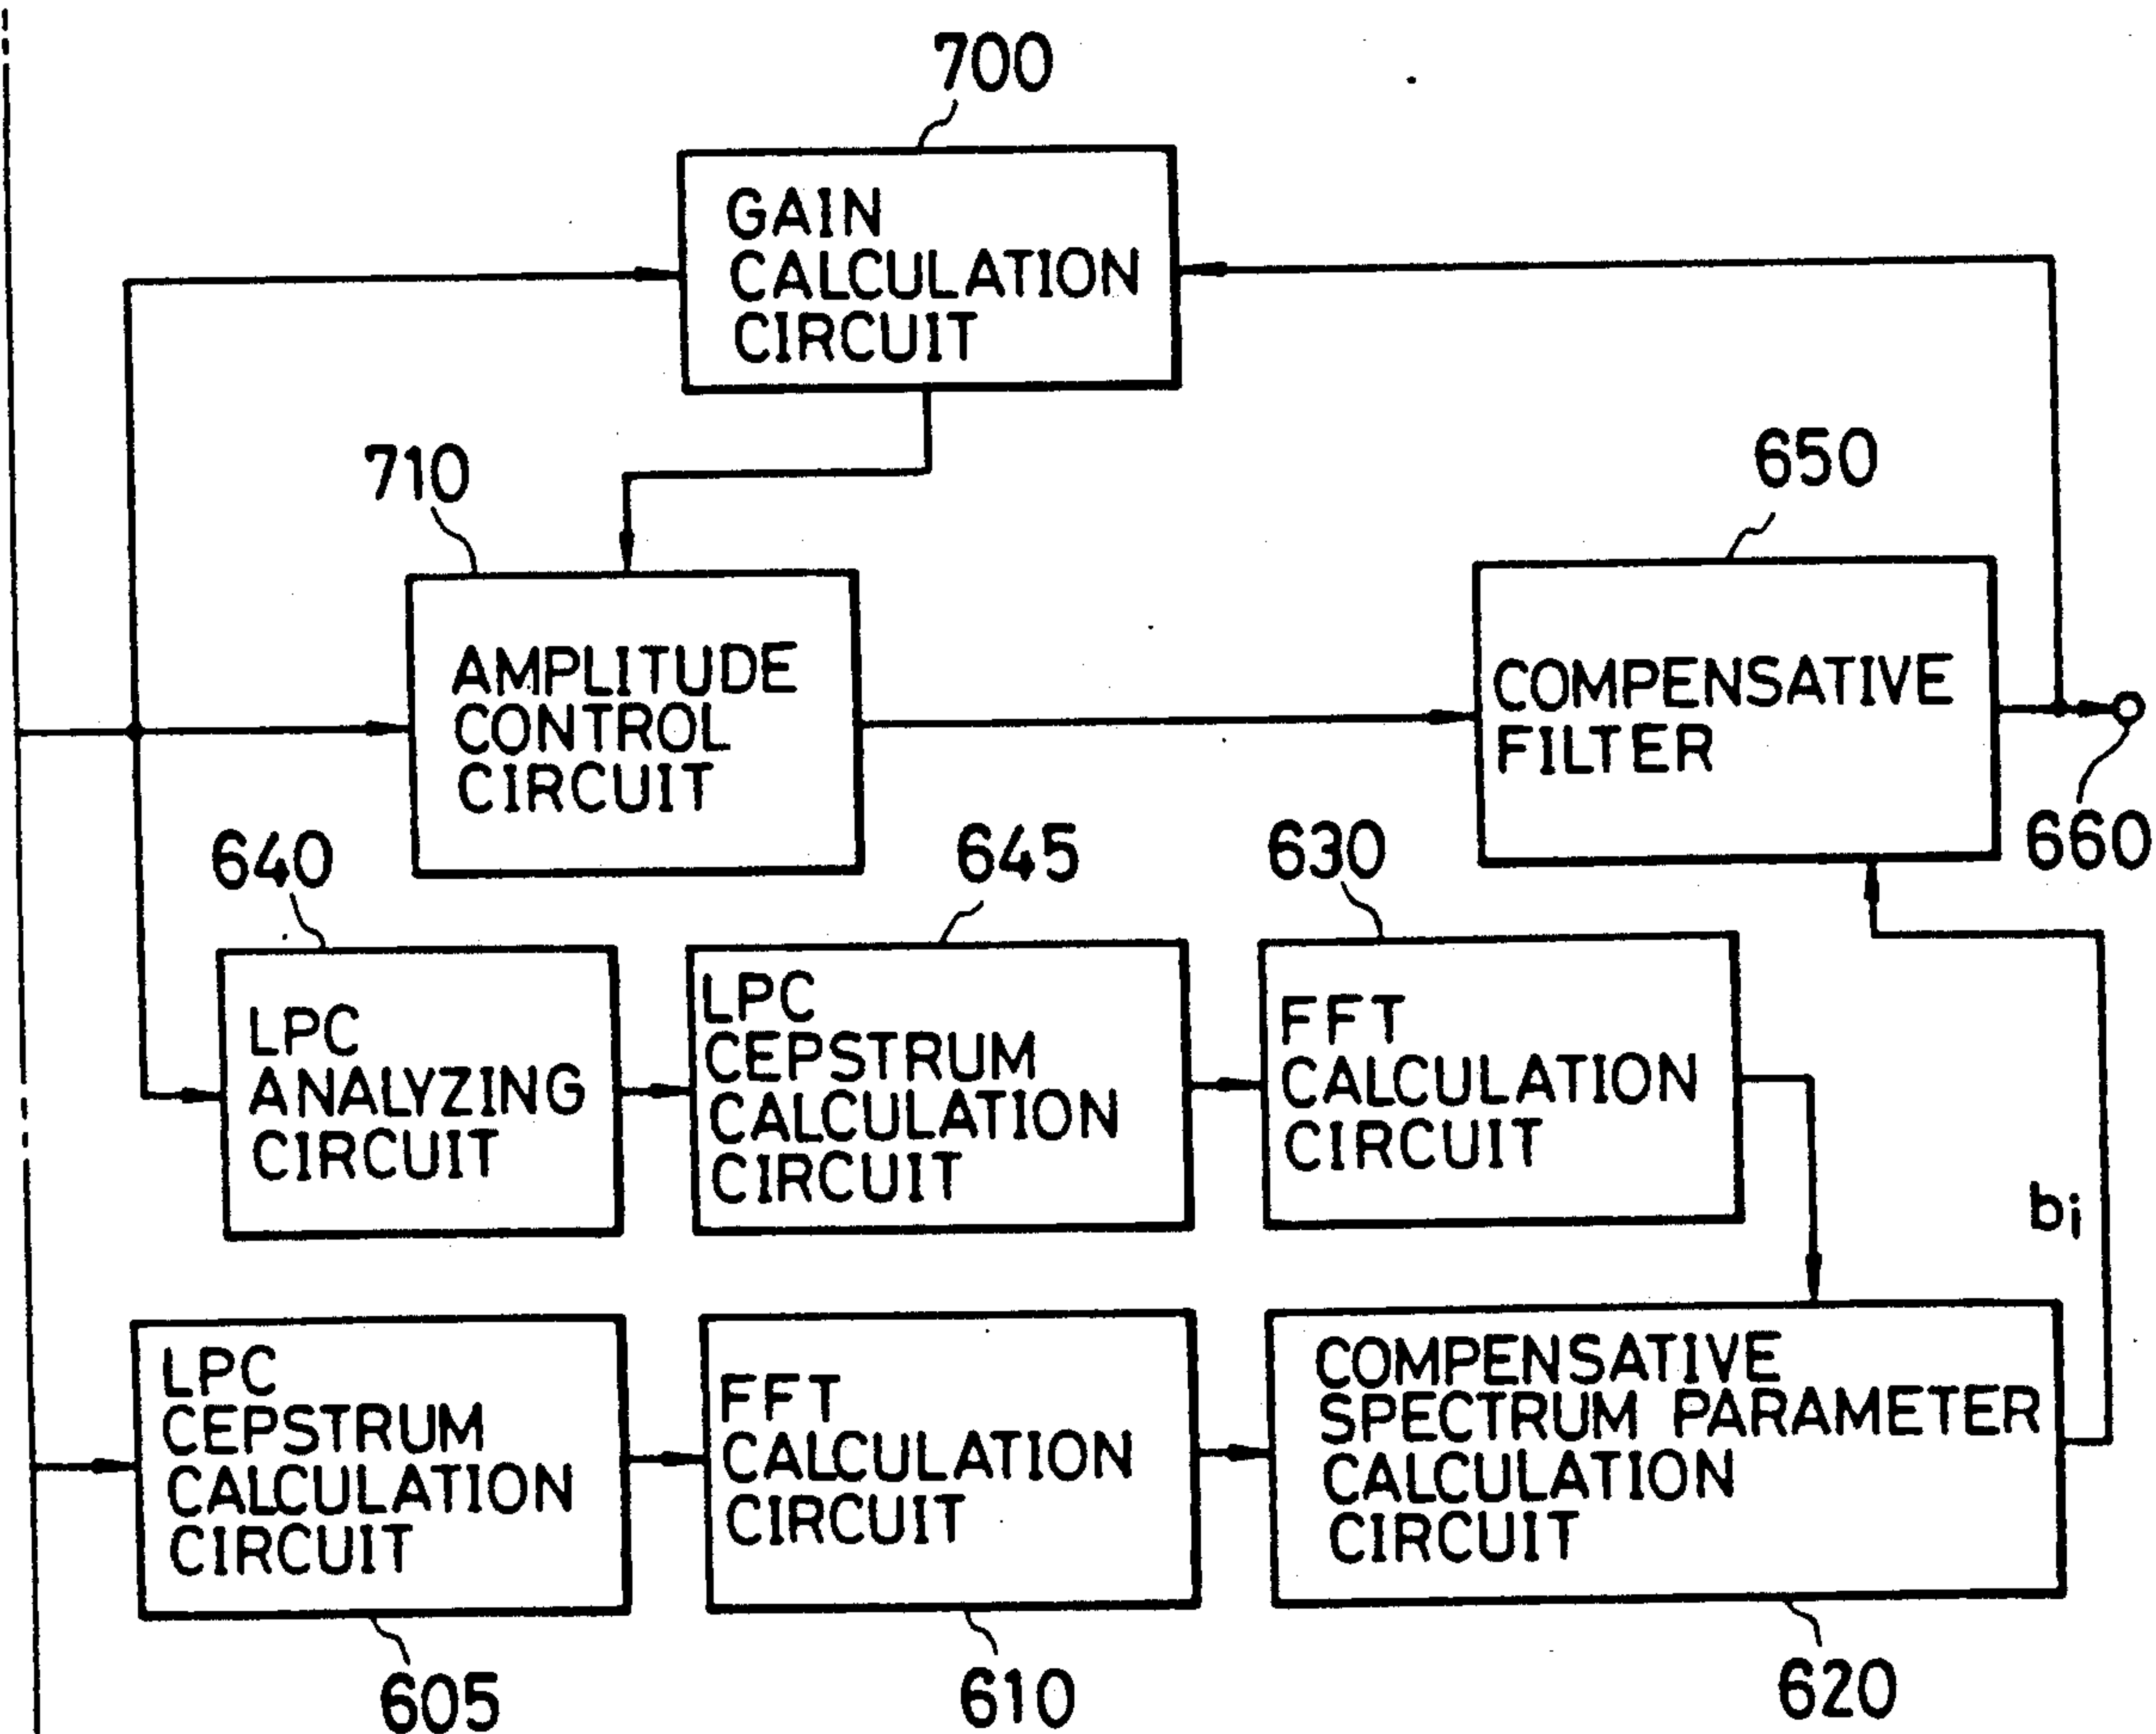 700
GAIN
CALCULATION
CIRCUIT
710
650
AMPLITUDE
CONTROL
CIRCUIT
COMPENSATIVE
FILTER
660
640
645
630
LPC
ANALYZING
CIRCUIT
LPC
CEPSTRUM
CALCULATION
CIRCUIT
FFT
CALCULATION
CIRCUIT
bi
LPC
CEPSTRUM
CALCULATION
CIRCUIT
FFT
CALCULATION
CIRCUIT
COMPENSATIVE
SPECTRUM PARAMETER
CALCULATION
CIRCUIT
605
610
620